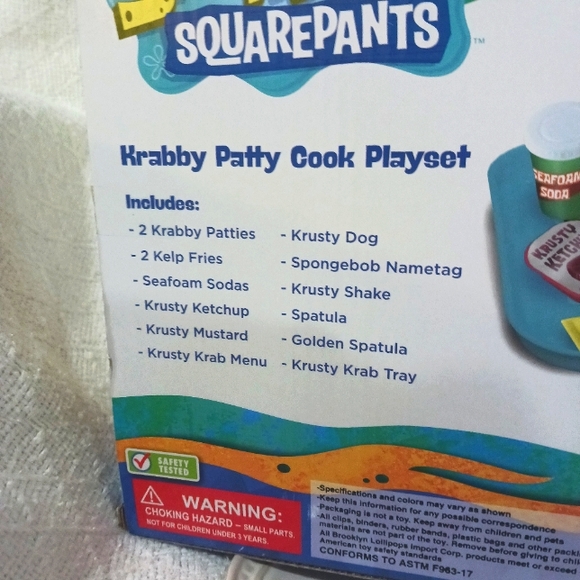 SQUAREPANTS
TM
Krabby Patty Cook Playset
Includes:
- 2 Krabby Patties
- 2 Kelp Fries
- Seafoam Sodas
- Krusty Ketchup
- Krusty Mustard
- Krusty Krab Menu
- Krusty Dog
- Spongebob Nametag
- Krusty Shake
- Spatula
- Golden Spatula
- Krusty Krab Tray
SEAFOAM
SODA
KRUSTY
SAFETY
TESTED
WARNING:
CHOKING HAZARD – SMALL PARTS
NOT FOR CHILDREN UNDER 3 YEARS.
-Specifications and colors may vary as shown
-Keep this information for any possible correspondence
-Packaging is not a toy. Keep away from children and pets
-All clips, binders, rubber bands, plastic bags and other
materials are not part of the toy. Remove before giving to
All Brooklyn Lollipops Import Corp. products meet or exceed
American toy safety standards
CONFORMS TO ASTM F963-17